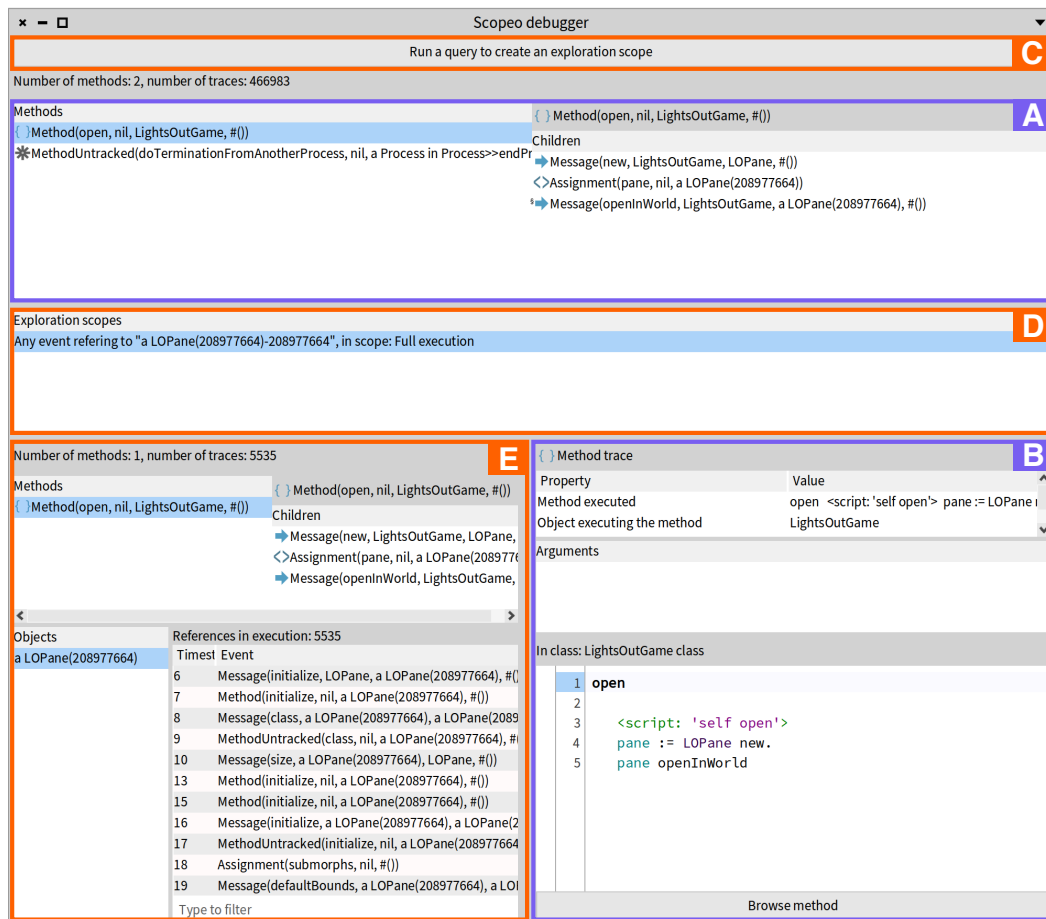 Scopeo debugger
Run a query to create an exploration scope
C
Number of methods: 2, number of traces: 466983
A
Methods
{ }Method(open, nil, LightsOutGame, #())
MethodUntracked(doTerminationFromAnotherProcess, nil, a Process in Process>>endPr
{ } Method(open, nil, LightsOutGame, #())
Children
Message(new, LightsOutGame, LOPane, #())
<>Assignment(pane, nil, a LOPane(208977664))
Message(openInWorld, LightsOutGame, a LOPane(208977664), #())
Exploration scopes
D
Any event refering to "a LOPane(208977664)-208977664", in scope: Full execution
Number of methods: 1, number of traces: 5535
E
Methods
{ }Method(open, nil, LightsOutGame, #())
{ } Method(open, nil, LightsOutGame, #())
Children
Message(new, LightsOutGame, LOPane,
<>Assignment(pane, nil, a LOPane(208977
Message(openInWorld, LightsOutGame,
Objects
a LOPane(208977664)
References in execution: 5535
Timest Event
6 Message(initialize, LOPane, a LOPane(208977664), #()
7 Method(initialize, nil, a LOPane(208977664), #())
8 Message(class, a LOPane(208977664), a LOPane(2089
9 MethodUntracked(class, nil, a LOPane(208977664), #(
10 Message(size, a LOPane(208977664), LOPane, #())
13 Method(initialize, nil, a LOPane(208977664), #())
15 Method(initialize, nil, a LOPane(208977664), #())
16 Message(initialize, a LOPane(208977664), a LOPane(2
17 MethodUntracked(initialize, nil, a LOPane(208977664
18 Assignment(submorphs, nil, #())
19 Message(defaultBounds, a LOPane(208977664), a LO
Type to filter
{ } Method trace
B
Property Value
Method executed open <script: 'self open'> pane := LOPane
Object executing the method LightsOutGame
Arguments
In class: LightsOutGame class
1 open
2
3 <script: 'self open'>
4 pane := LOPane new.
5 pane openInWorld
Browse method